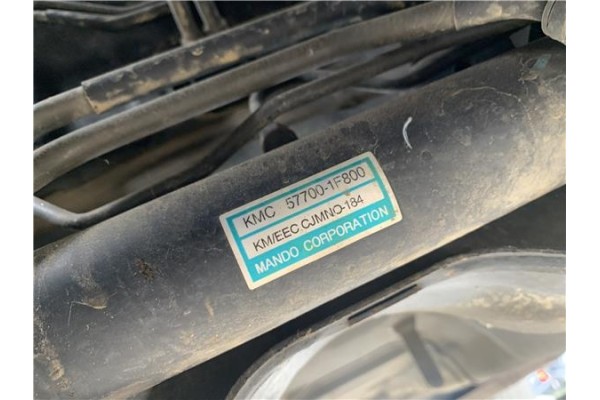 KMC 57700-1F800
KM/EEC CJMNO-184
MANDO CORPORATION